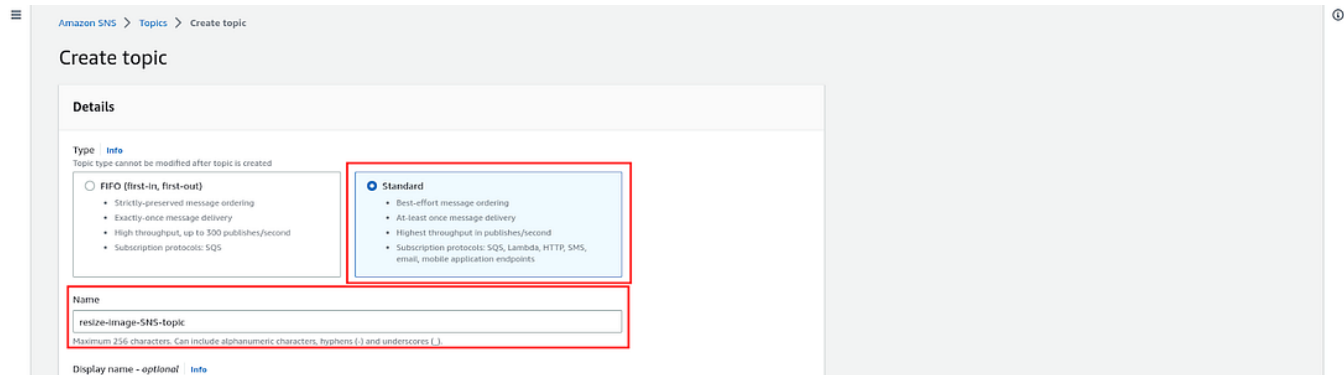 Amazon SNS > Topics > Create topic
Create topic
Details
Type Info
Topic type cannot be modified after topic is created
FIFO (first-in, first-out)
• Strictly-preserved message ordering
• Exactly-once message delivery
• High throughput, up to 300 publishes/second
• Subscription protocols: SQS
Standard
• Best-effort message ordering
• At-least once message delivery
• Highest throughput in publishes/second
• Subscription protocols: SQS, Lambda, HTTP, SMS,
email, mobile application endpoints
Name
resize-image-SNS-topic
Maximum 256 characters. Can include alphanumeric characters, hyphens (-) and underscores (_).
Display name - optional Info